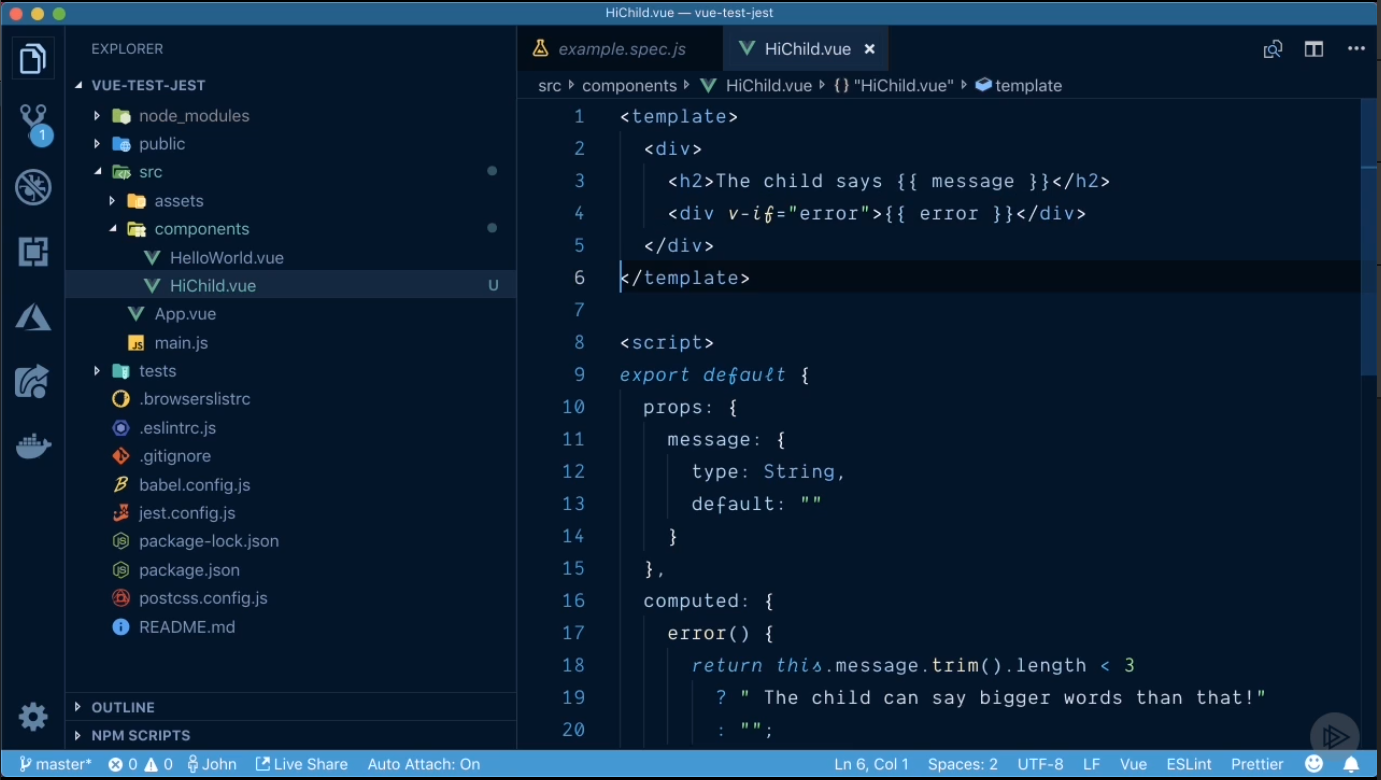 HiChild.vue — vue-test-jest
EXPLORER
VUE-TEST-JEST
node_modules
public
src
assets
components
HelloWorld.vue
HiChild.vue U
App.vue
JS main.js
tests
.browserslistrc
.eslintrc.js
.gitignore
babel.config.js
jest.config.js
package-lock.json
package.json
postcss.config.js
README.md
OUTLINE
NPM SCRIPTS
1
example.spec.js HiChild.vue ×
src components HiChild.vue {} "HiChild.vue" template
1 <template>
2 <div>
3 <h2>The child says {{ message }}</h2>
4 <div v-if="error">{{ error }}</div>
5 </div>
6 </template>
7
8 <script>
9 export default {
10 props: {
11 message: {
12 type: String,
13 default: ""
14 }
15 },
16 computed: {
17 error() {
18 return this.message.trim().length < 3
19 ? " The child can say bigger words than that!"
20 : "";
master* 0 0 John Live Share Auto Attach: On Ln 6, Col 1 Spaces: 2 UTF-8 LF Vue ESLint Prettier